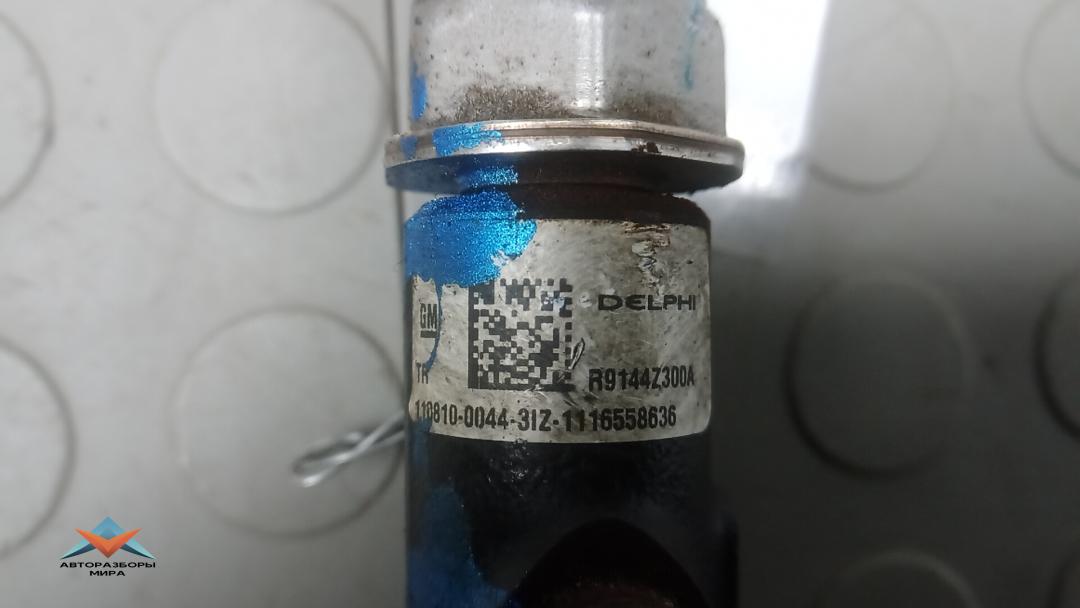 GM
DELPHI
TR
R9144Z300A
110810-0044-31Z-1116558636
АВТОРАЗБОРЫ
МИРА